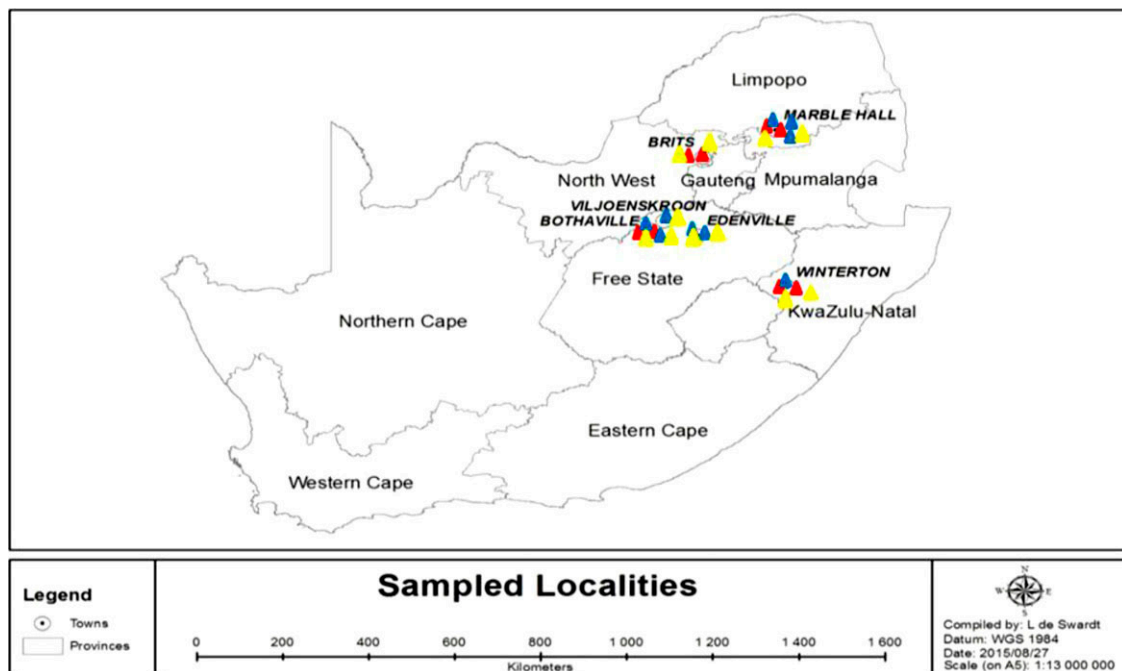 Limpopo
MARBLE HALL
BRITS
North West
Gauteng
Mpumalanga
VILJOENSKROON
BOTHAVILLE
EDENVILLE
Free State
WINTERTON
KwaZulu-Natal
Northern Cape
Eastern Cape
Western Cape
Legend
Towns
Provinces
Sampled Localities
0 200 400 600 800 1 000 1 200 1 400 1 600
Kilometers
N
W E
S
Compiled by: L de Swardt
Datum: WGS 1984
Date: 2015/08/27
Scale (on A5): 1:13 000 000